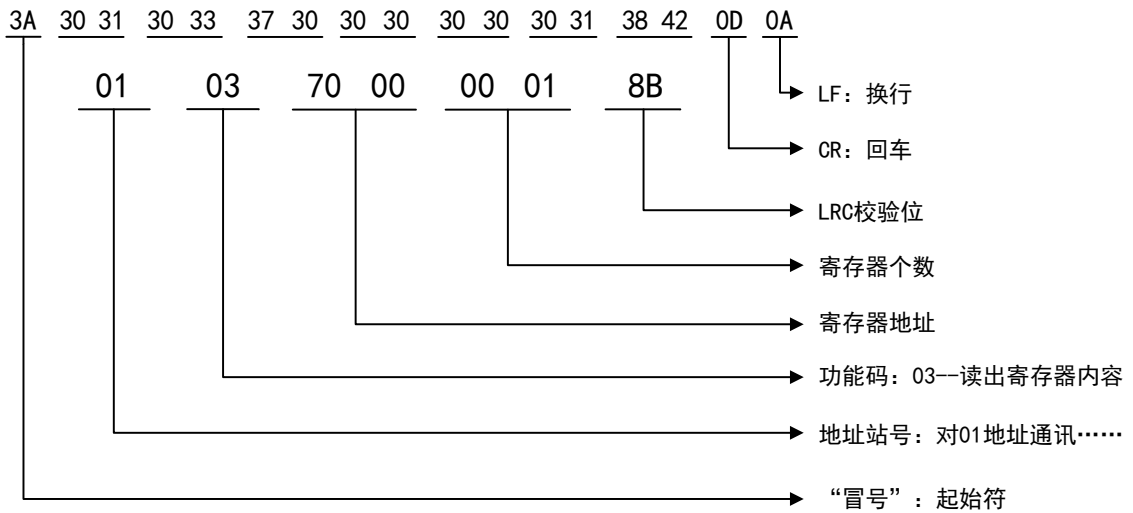 3A 30 31 30 33 37 30 30 30 30 30 30 31 38 42 0D 0A
01 03 70 00 00 01 8B
LF：换行
CR：回车
LRC校验位
寄存器个数
寄存器地址
功能码：03--读出寄存器内容
地址站号：对01地址通讯……
“冒号”：起始符